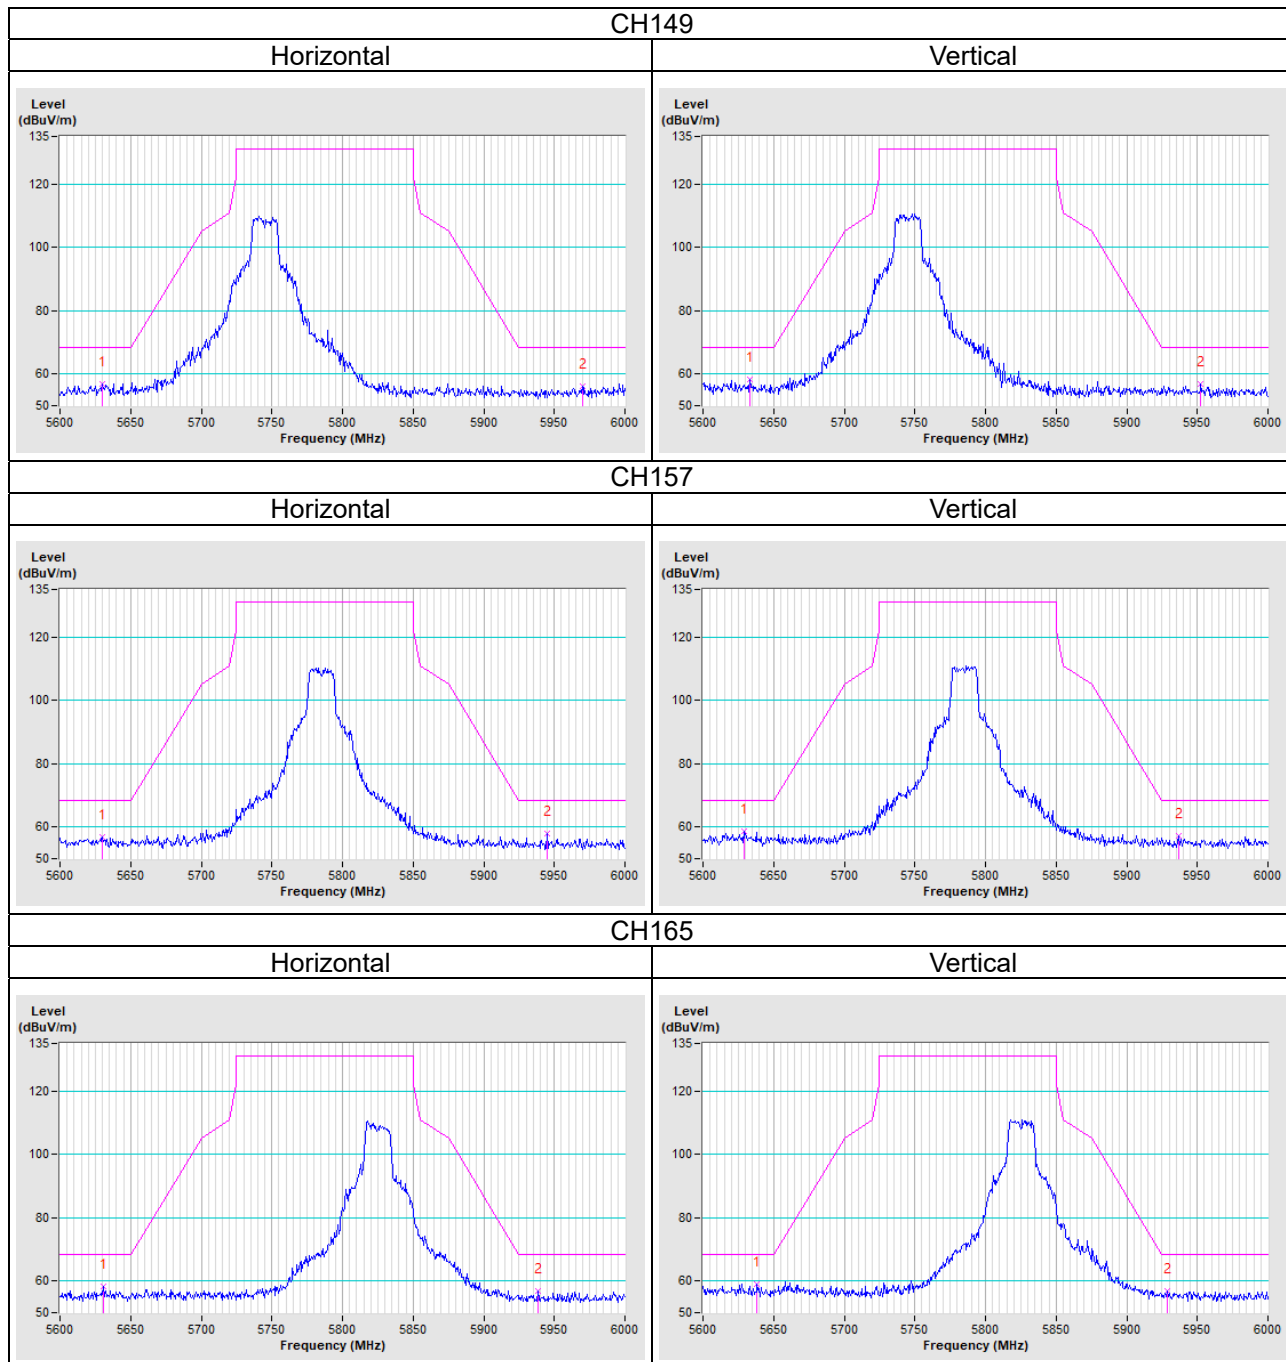 CH149
Horizontal Vertical
Level Level
(dBuV/m) (dBuV/m)
135 135
120 120
100 100
80 80
1 2 1 2
60 60
50 50
5600 5650 5700 5750 5800 5850 5900 5950 6000 5600 5650 5700 5750 5800 5850 5900 5950 6000
Frequency (MHz) Frequency (MHz)
CH157
Horizontal Vertical
Level Level
(dBuV/m) (dBuV/m)
135 135
120 120
100 100
80 80
1 2 1 2
60 60
50 50
5600 5650 5700 5750 5800 5850 5900 5950 6000 5600 5650 5700 5750 5800 5850 5900 5950 6000
Frequency (MHz) Frequency (MHz)
CH165
Horizontal Vertical
Level Level
(dBuV/m) (dBuV/m)
135 135
120 120
100 100
80 80
1 2 1 2
60 60
50 50
5600 5650 5700 5750 5800 5850 5900 5950 6000 5600 5650 5700 5750 5800 5850 5900 5950 6000
Frequency (MHz) Frequency (MHz)